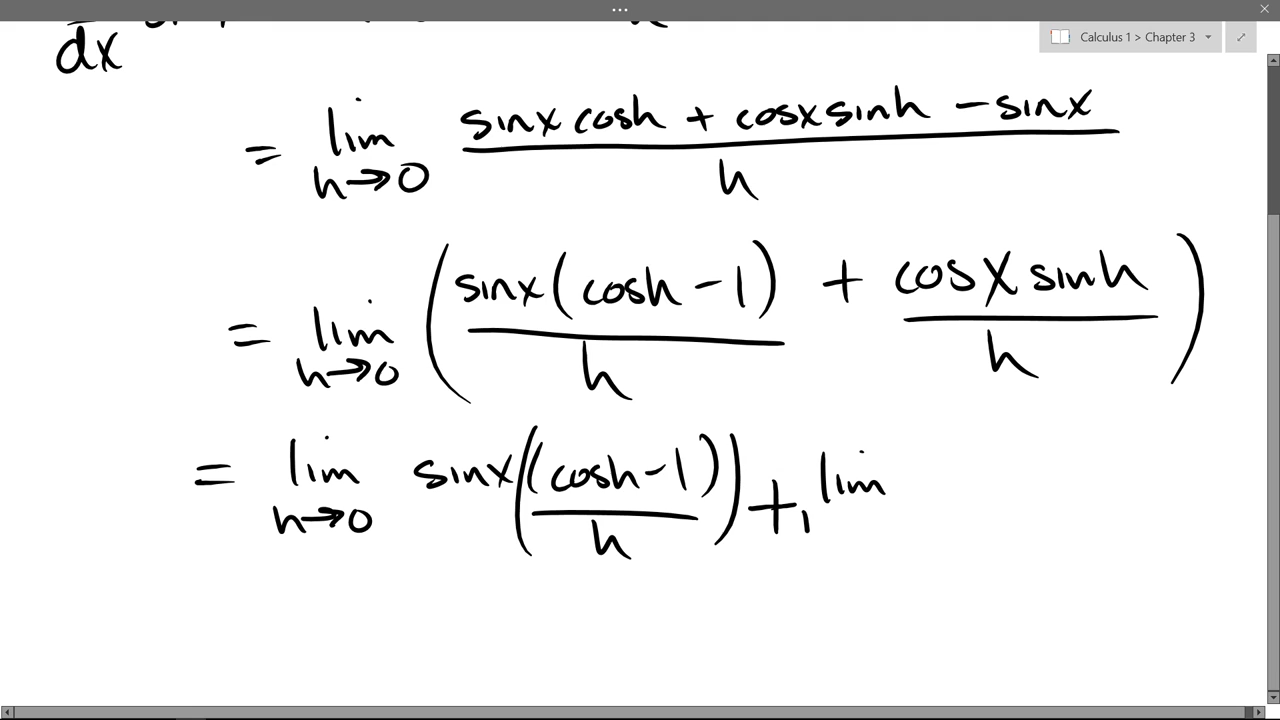 Calculus 1 > Chapter 3
d/dx
= lim h→0 (sinx cosh + cosx sinh − sinx)/h
= lim h→0 ( sinx(cosh − 1)/h + cosx sinh/h )
= lim h→0 sinx((cosh − 1)/h) + lim